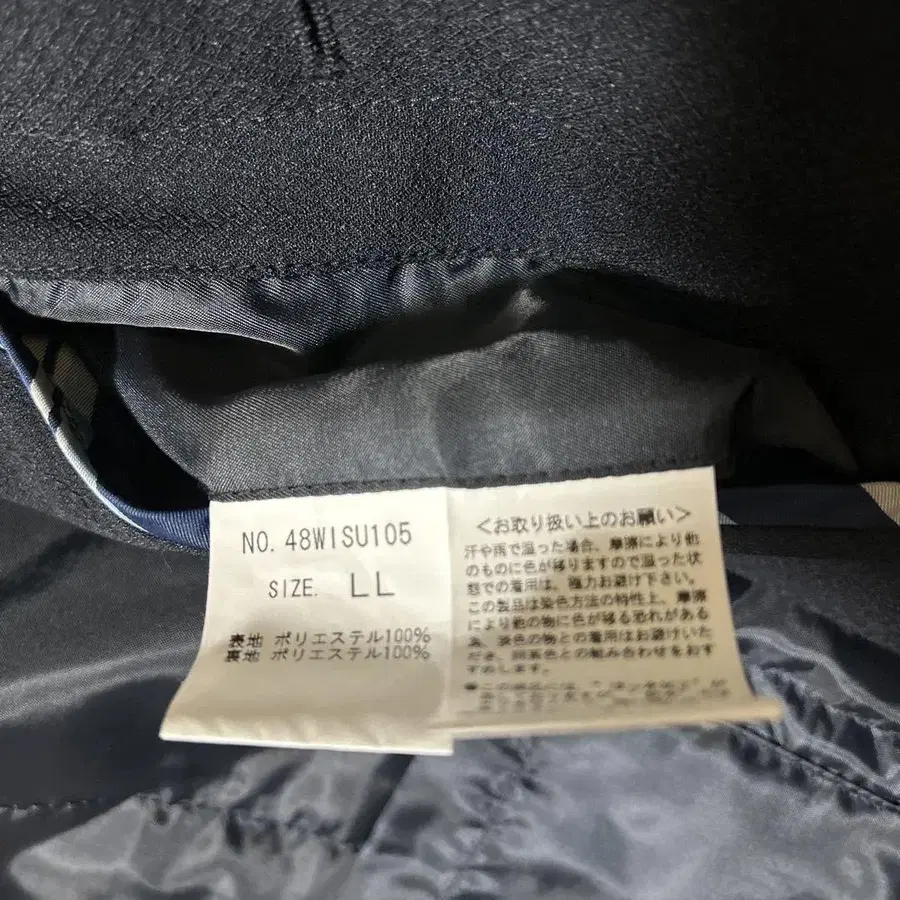 NO. 48WISU105
SIZE. LL
表地 ポリエステル100%
裏地 ポリエステル100%
<お取り扱い上のお願い>
汗や雨で湿った場合、摩擦により他
のものに色が移りますので湿った状
態での着用は、極力お避け下さい。
この製品は染色方法の特性上、摩擦
により他の物に色が移る恐れがある
為、淡色の物との着用はお避けいた
だき、同系色との組み合わせをおす
すめします。